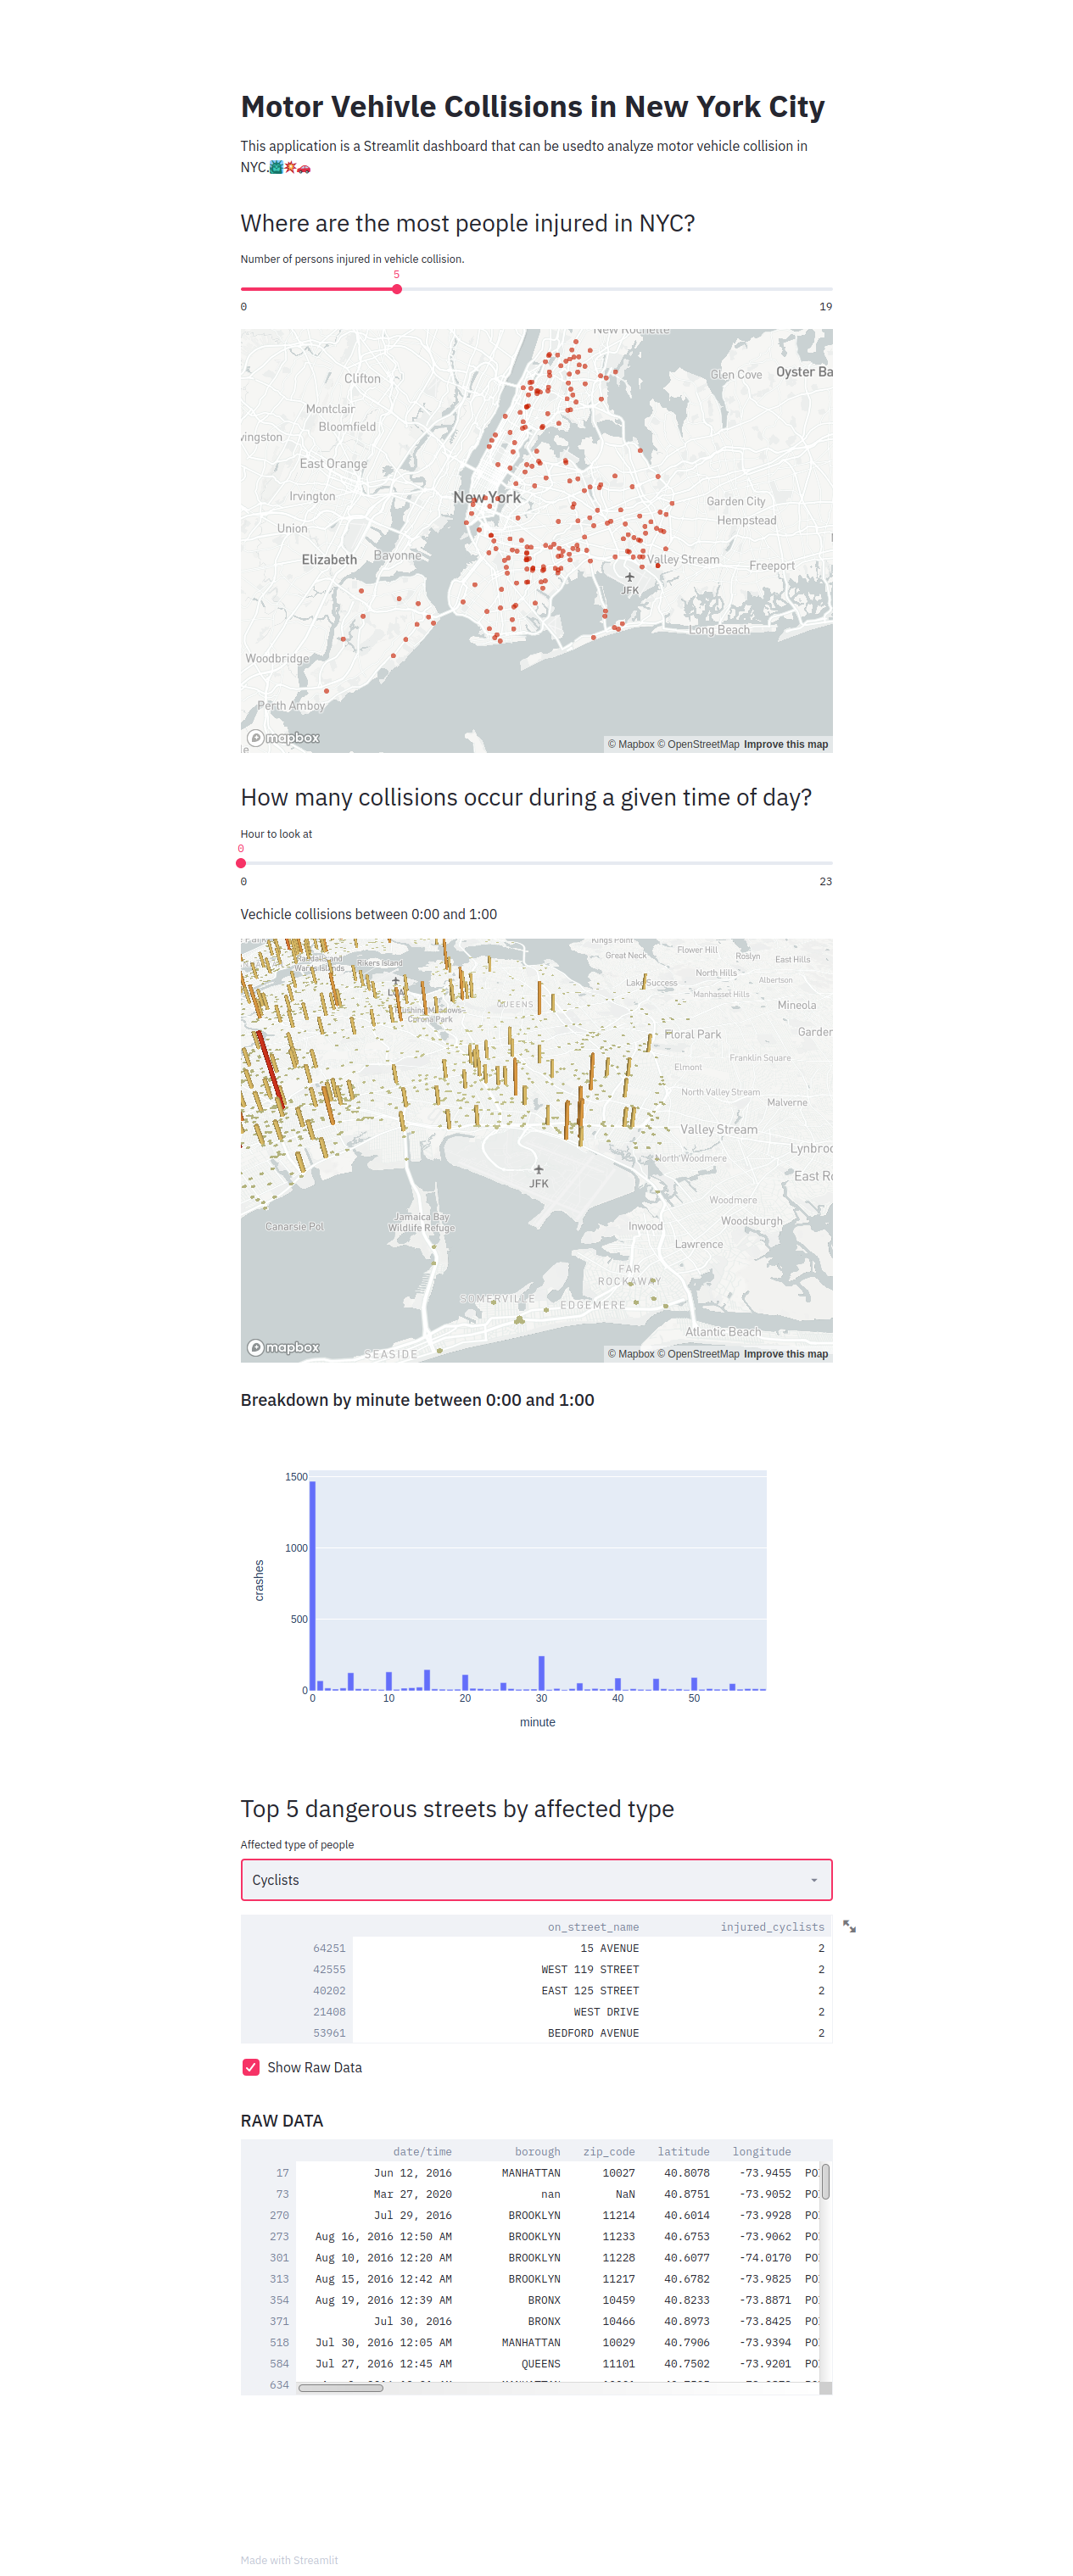 Motor Vehivle Collisions in New York City
This application is a Streamlit dashboard that can be usedto analyze motor vehicle collision in
NYC.
Where are the most people injured in NYC?
Number of persons injured in vehicle collision.
5
0 19
New Rochelle
Clifton
Glen Cove Oyster Ba
Montclair
Bloomfield
vingston
East Orange
Irvington
New York
Garden City
Hempstead
Union
Elizabeth
Bayonne
Valley Stream
Freeport
JFK
Long Beach
Woodbridge
Perth Amboy
mapbox
© Mapbox © OpenStreetMap Improve this map
How many collisions occur during a given time of day?
Hour to look at
0
0 23
Vechicle collisions between 0:00 and 1:00
Kings Point
Great Neck
Flower Hill
Roslyn
East Hills
Randalls and
Wards Islands
Rikers Island
North Hills
Albertson
Lake Success
Manhasset Hills
QUEENS
Mineola
Flushing Meadows-
Corona Park
Floral Park
Garden
Franklin Square
Elmont
North Valley Stream
Malverne
Valley Stream
Lynbroo
North Woodmere
East Ro
JFK
Woodmere
Canarsie Pol
Jamaica Bay
Wildlife Refuge
Inwood
Woodsburgh
Lawrence
FAR
ROCKAWAY
SOMERVILLE
EDGEMERE
Atlantic Beach
SEASIDE
mapbox
© Mapbox © OpenStreetMap Improve this map
Breakdown by minute between 0:00 and 1:00
1500
1000
500
0
crashes
0 10 20 30 40 50
minute
Top 5 dangerous streets by affected type
Affected type of people
Cyclists
on_street_name injured_cyclists
64251 15 AVENUE 2
42555 WEST 119 STREET 2
40202 EAST 125 STREET 2
21408 WEST DRIVE 2
53961 BEDFORD AVENUE 2
Show Raw Data
RAW DATA
date/time borough zip_code latitude longitude
17 Jun 12, 2016 MANHATTAN 10027 40.8078 -73.9455 PO
73 Mar 27, 2020 nan NaN 40.8751 -73.9052 PO
270 Jul 29, 2016 BROOKLYN 11214 40.6014 -73.9928 PO
273 Aug 16, 2016 12:50 AM BROOKLYN 11233 40.6753 -73.9062 PO
301 Aug 10, 2016 12:20 AM BROOKLYN 11228 40.6077 -74.0170 PO
313 Aug 15, 2016 12:42 AM BROOKLYN 11217 40.6782 -73.9825 PO
354 Aug 19, 2016 12:39 AM BRONX 10459 40.8233 -73.8871 PO
371 Jul 30, 2016 BRONX 10466 40.8973 -73.8425 PO
518 Jul 30, 2016 12:05 AM MANHATTAN 10029 40.7906 -73.9394 PO
584 Jul 27, 2016 12:45 AM QUEENS 11101 40.7502 -73.9201 PO
634
Made with Streamlit